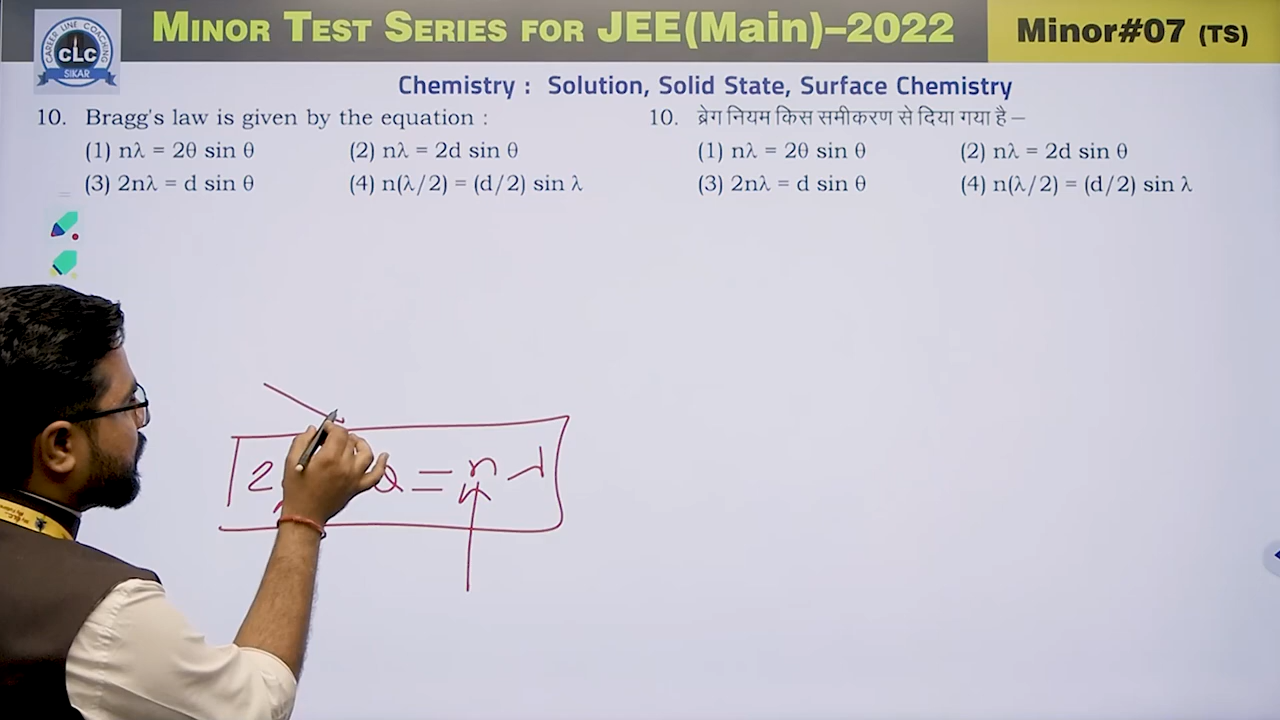 CAREER LINE COACHING
CLC
SIKAR
MINOR TEST SERIES FOR JEE(MAIN)–2022
Minor#07 (TS)
Chemistry : Solution, Solid State, Surface Chemistry
10. Bragg's law is given by the equation :
(1) nλ = 2θ sin θ (2) nλ = 2d sin θ
(3) 2nλ = d sin θ (4) n(λ/2) = (d/2) sin λ
10. ब्रेग नियम किस समीकरण से दिया गया है –
(1) nλ = 2θ sin θ (2) nλ = 2d sin θ
(3) 2nλ = d sin θ (4) n(λ/2) = (d/2) sin λ
2 θ = n λ